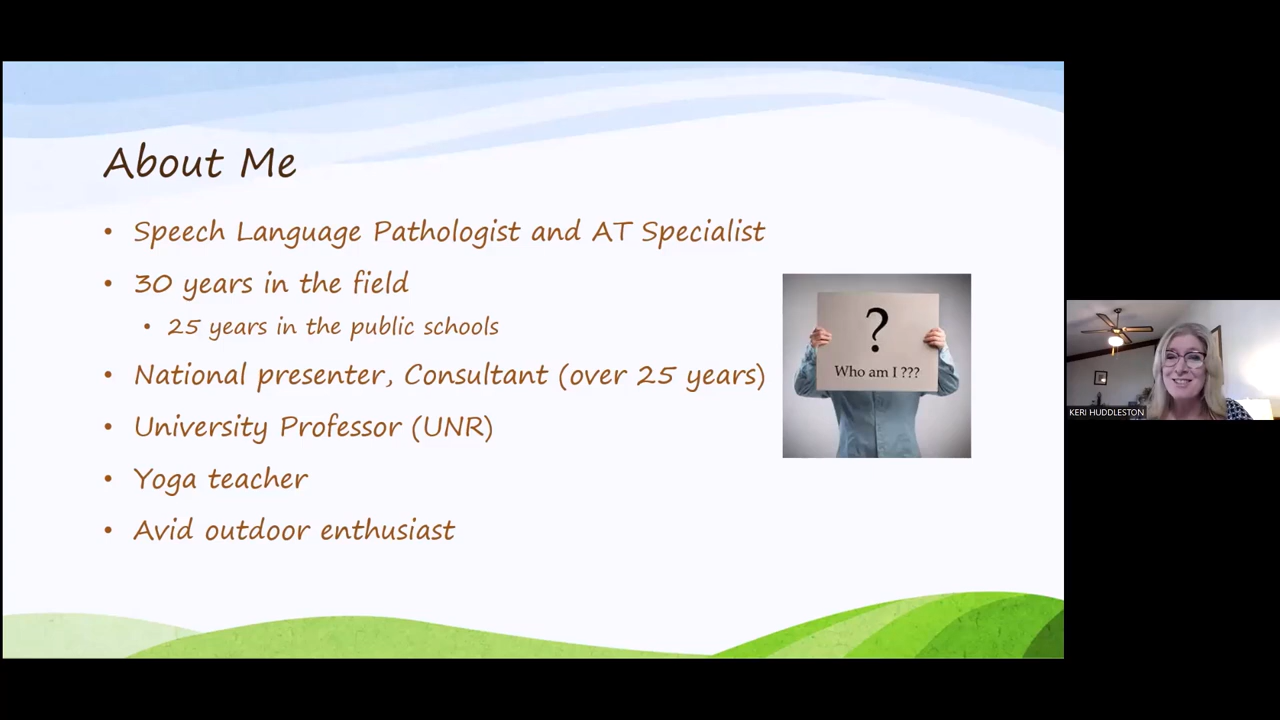 About Me
• Speech Language Pathologist and AT Specialist
• 30 years in the field
• 25 years in the public schools
• National presenter, Consultant (over 25 years)
• University Professor (UNR)
• Yoga teacher
• Avid outdoor enthusiast
?
Who am I ???
KERI HUDDLESTON